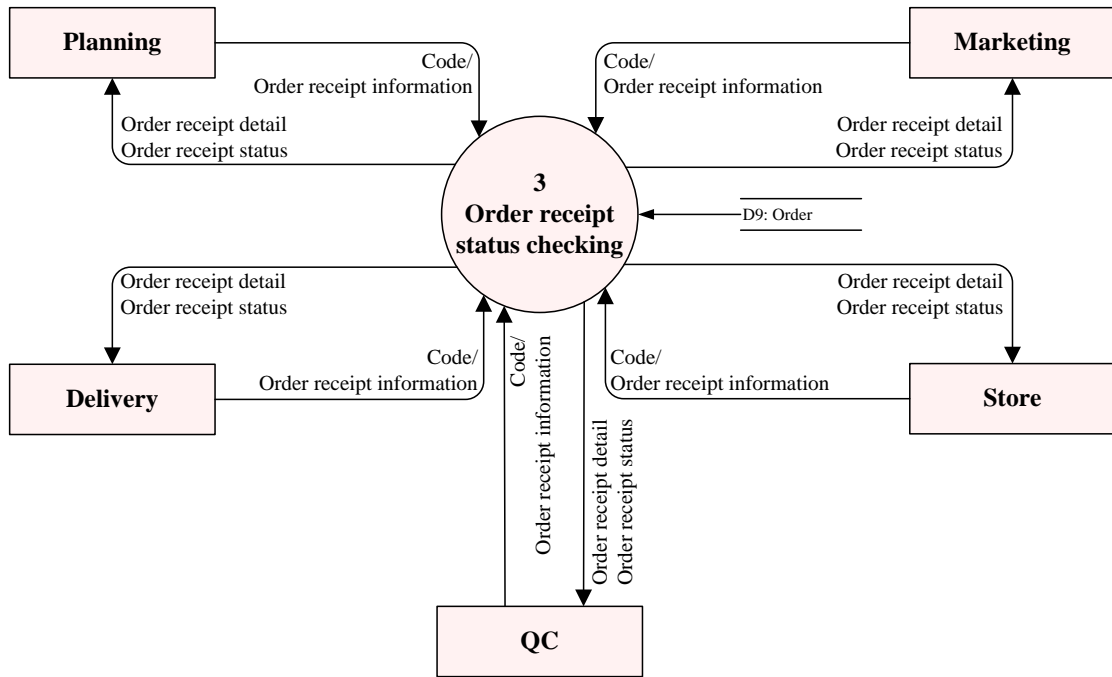 Planning
Marketing
Code/
Order receipt information
Code/
Order receipt information
Order receipt detail
Order receipt status
Order receipt detail
Order receipt status
3
Order receipt
status checking
D9: Order
Order receipt detail
Order receipt status
Order receipt detail
Order receipt status
Code/
Order receipt information
Code/
Order receipt information
Delivery
Store
Code/
Order receipt information
Order receipt detail
Order receipt status
QC